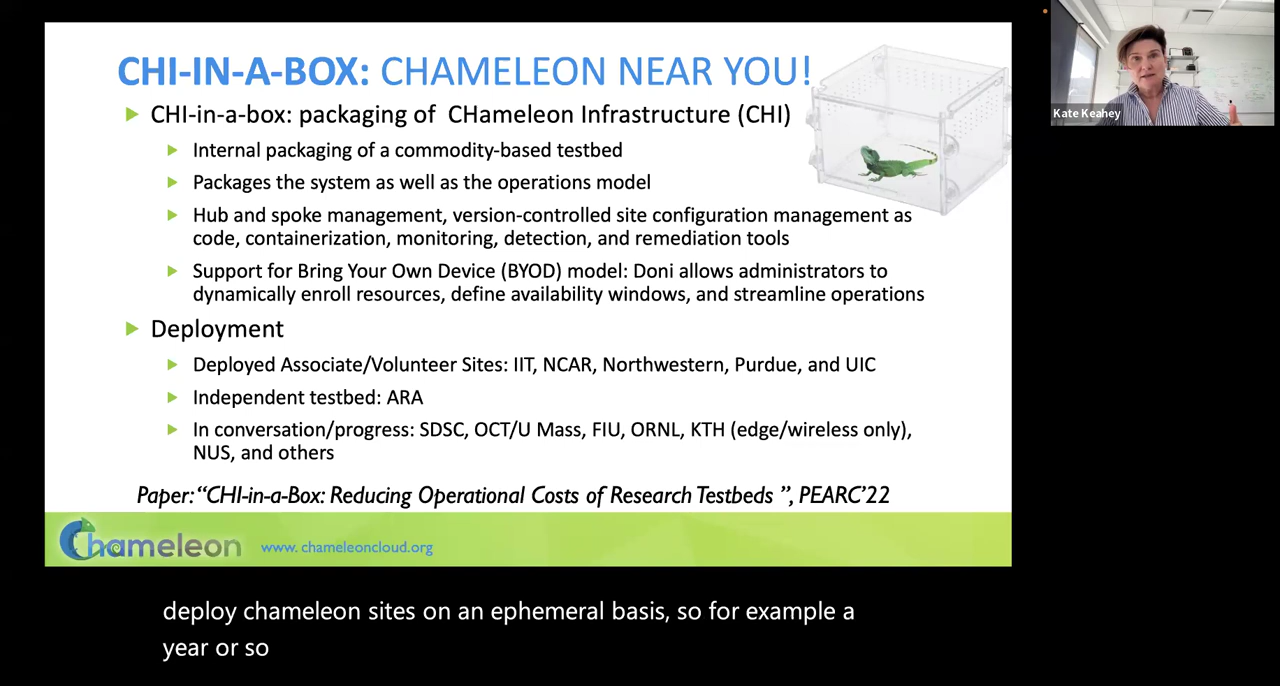 CHI-IN-A-BOX: CHAMELEON NEAR YOU!
CHI-in-a-box: packaging of CHameleon Infrastructure (CHI)
Internal packaging of a commodity-based testbed
Packages the system as well as the operations model
Hub and spoke management, version-controlled site configuration management as
code, containerization, monitoring, detection, and remediation tools
Support for Bring Your Own Device (BYOD) model: Doni allows administrators to
dynamically enroll resources, define availability windows, and streamline operations
Deployment
Deployed Associate/Volunteer Sites: IIT, NCAR, Northwestern, Purdue, and UIC
Independent testbed: ARA
In conversation/progress: SDSC, OCT/U Mass, FIU, ORNL, KTH (edge/wireless only),
NUS, and others
Paper: “CHI-in-a-Box: Reducing Operational Costs of Research Testbeds ”, PEARC’22
Chameleon
www. chameleoncloud.org
Kate Keahey
deploy chameleon sites on an ephemeral basis, so for example a
year or so